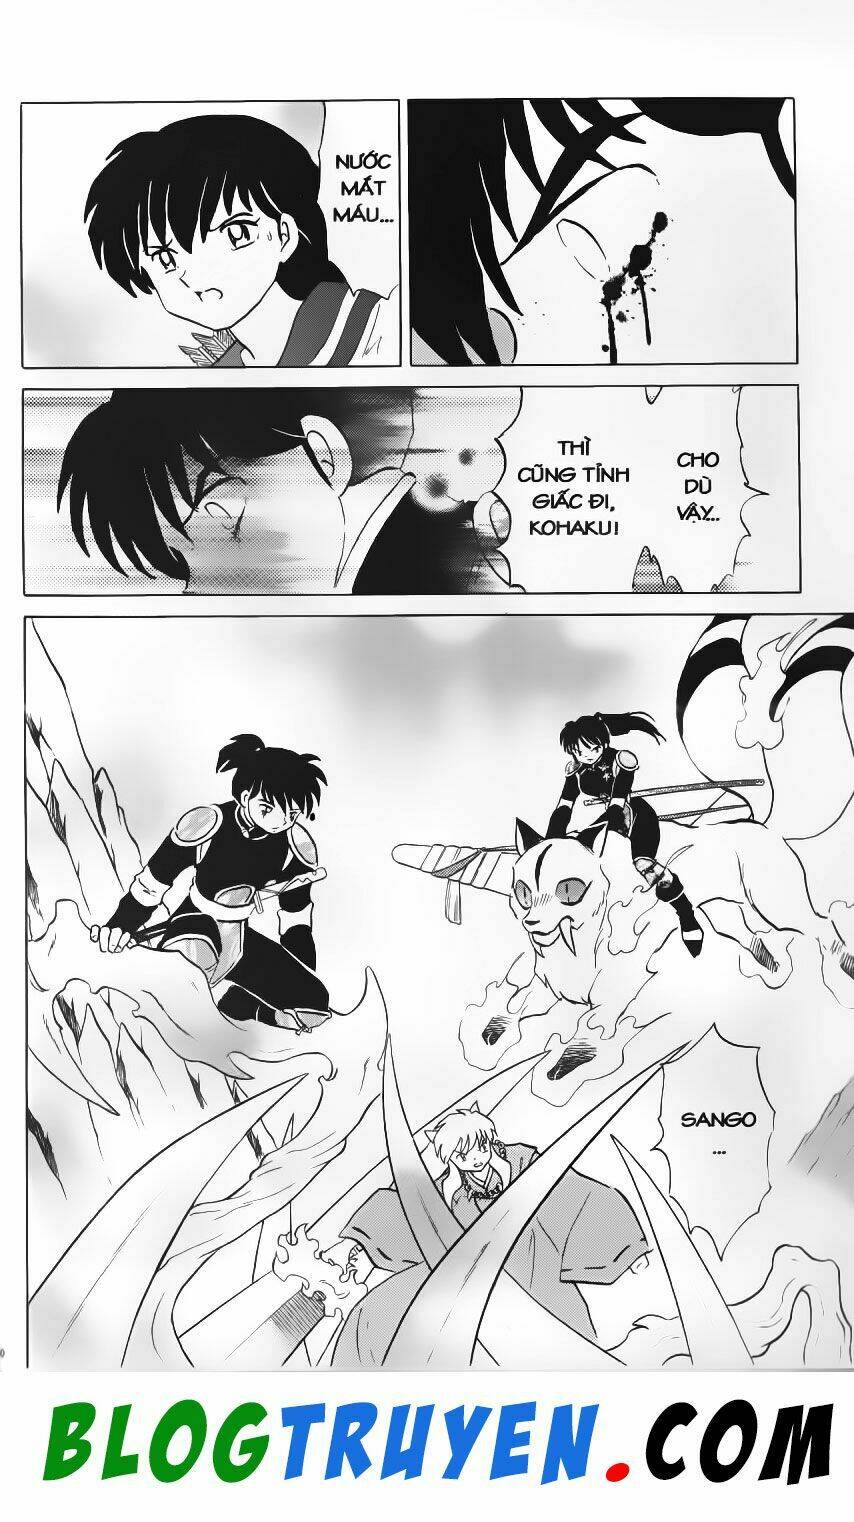 NƯỚC
MẮT
MÁU...
CHO
DÙ
VẬY...
THÌ
CŨNG TỈNH
GIẤC ĐI,
KOHAKU!
SANGO
...
BLOGTRUYEN.COM